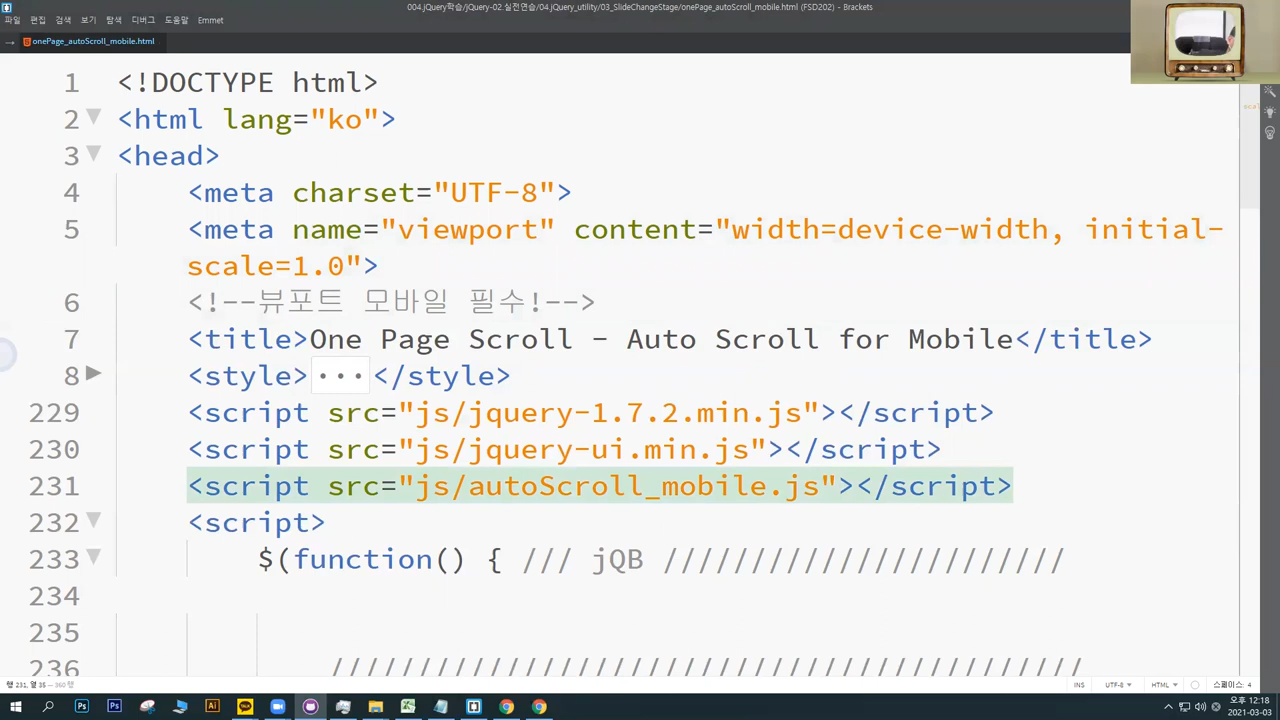 004.jQuery학습/jQuery-02.실전연습/04.jQuery_utility/03_SlideChangeStage/onePage_autoScroll_mobile.html (FSD202) - Brackets
파일 편집 검색 보기 탐색 디버그 도움말 Emmet
onePage_autoScroll_mobile.html
1 <!DOCTYPE html>
2 <html lang="ko">
3 <head>
4 <meta charset="UTF-8">
5 <meta name="viewport" content="width=device-width, initial-
scale=1.0">
6 <!--뷰포트 모바일 필수!-->
7 <title>One Page Scroll - Auto Scroll for Mobile</title>
8 <style>...</style>
229 <script src="js/jquery-1.7.2.min.js"></script>
230 <script src="js/jquery-ui.min.js"></script>
231 <script src="js/autoScroll_mobile.js"></script>
232 <script>
233 $(function() { /// jQB ///////////////////////
234
235
236 ///////////////////////////////////////////
행 231, 열 35 — 360 행
INS UTF-8 HTML 스페이스: 4
오후 12:18
2021-03-03